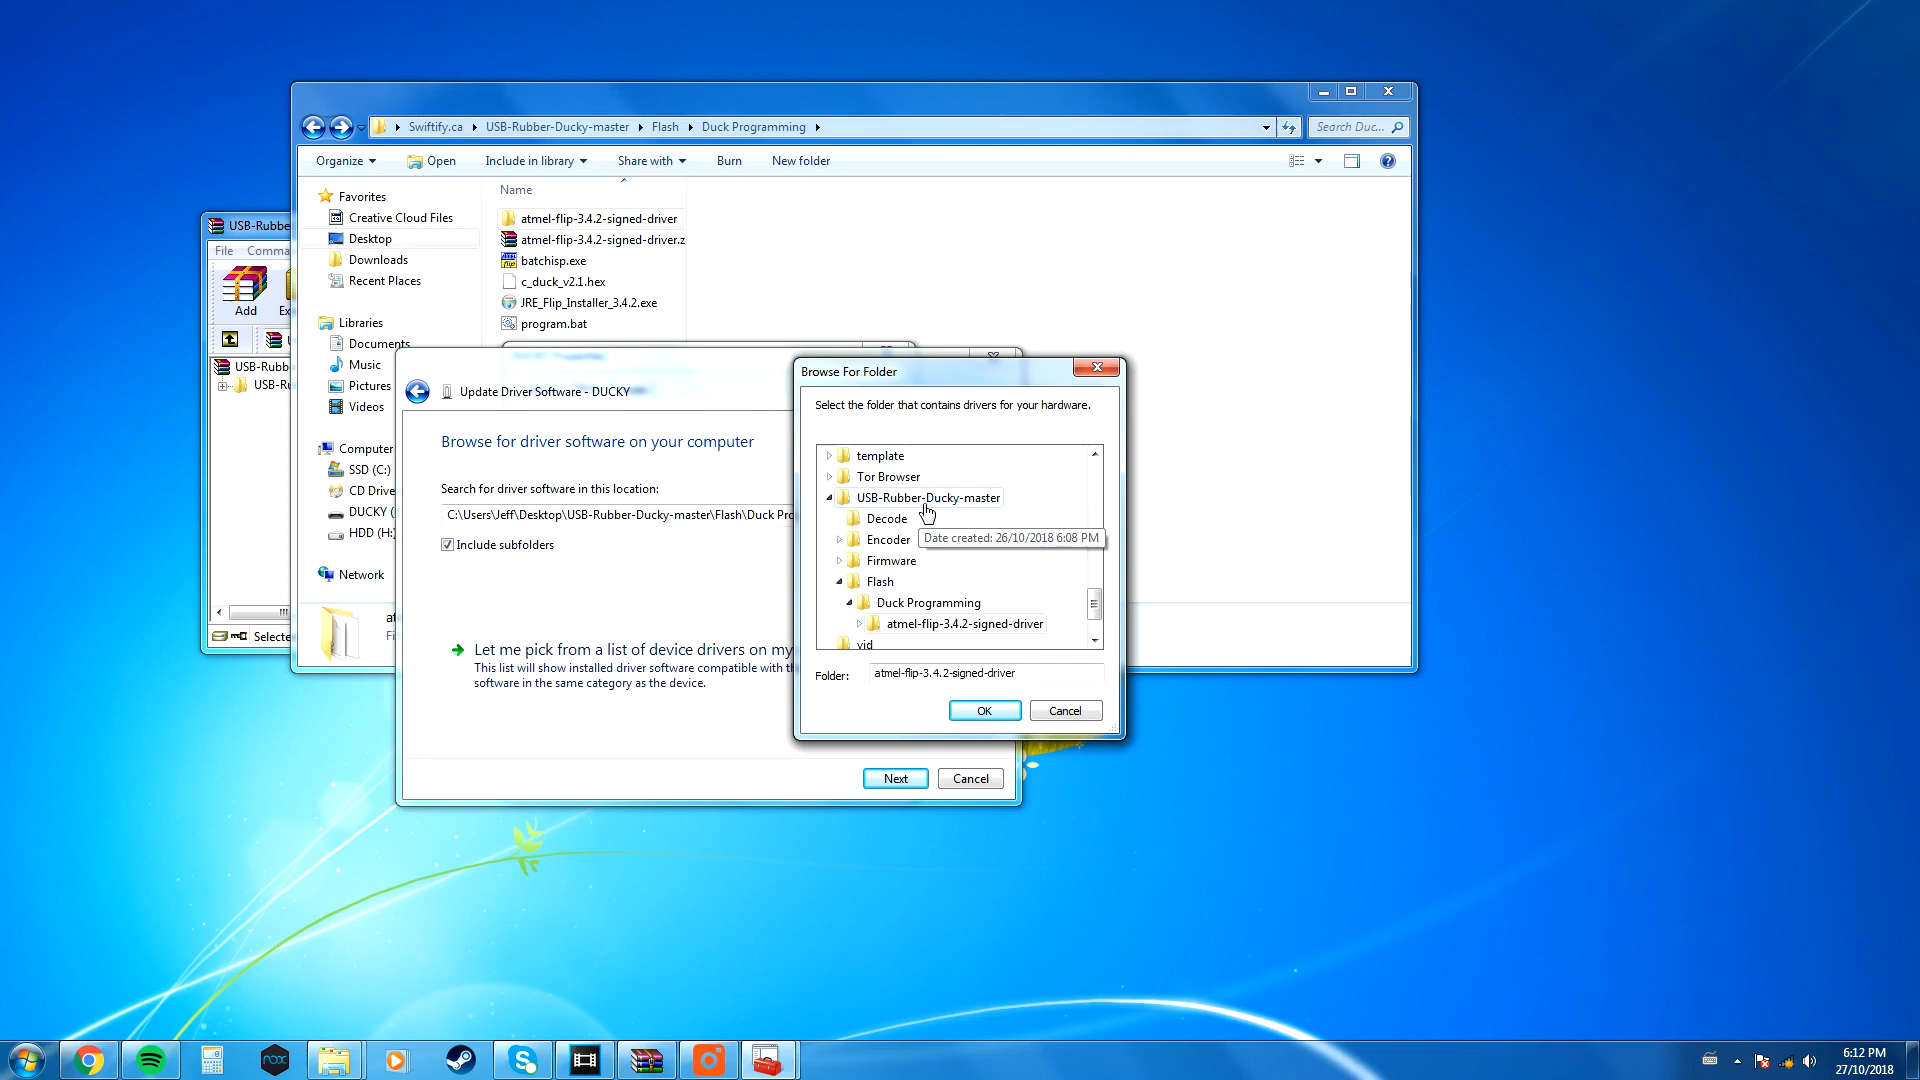 Swiftify.ca
USB-Rubber-Ducky-master
Flash
Duck Programming
Search Duc...
Organize
Open
Include in library
Share with
Burn
New folder
Favorites
Creative Cloud Files
Desktop
Downloads
Recent Places
Libraries
Documents
Music
Pictures
Videos
Computer
SSD (C:)
CD Drive
DUCKY (
HDD (H:)
Network
Name
atmel-flip-3.4.2-signed-driver
atmel-flip-3.4.2-signed-driver.z
batchisp.exe
c_duck_v2.1.hex
JRE_Flip_Installer_3.4.2.exe
program.bat
USB-Rubbe
File Comma
Add Ex
USB-Rubb
USB-Ru
Selecte
at
Fi
Update Driver Software - DUCKY
Browse for driver software on your computer
Search for driver software in this location:
C:\Users\Jeff\Desktop\USB-Rubber-Ducky-master\Flash\Duck Pro
Include subfolders
Let me pick from a list of device drivers on my
This list will show installed driver software compatible with th
software in the same category as the device.
Next
Cancel
Browse For Folder
Select the folder that contains drivers for your hardware.
template
Tor Browser
USB-Rubber-Ducky-master
Decode
Encoder
Date created: 26/10/2018 6:08 PM
Firmware
Flash
Duck Programming
atmel-flip-3.4.2-signed-driver
vid
Folder: atmel-flip-3.4.2-signed-driver
OK
Cancel
nox
6:12 PM
27/10/2018